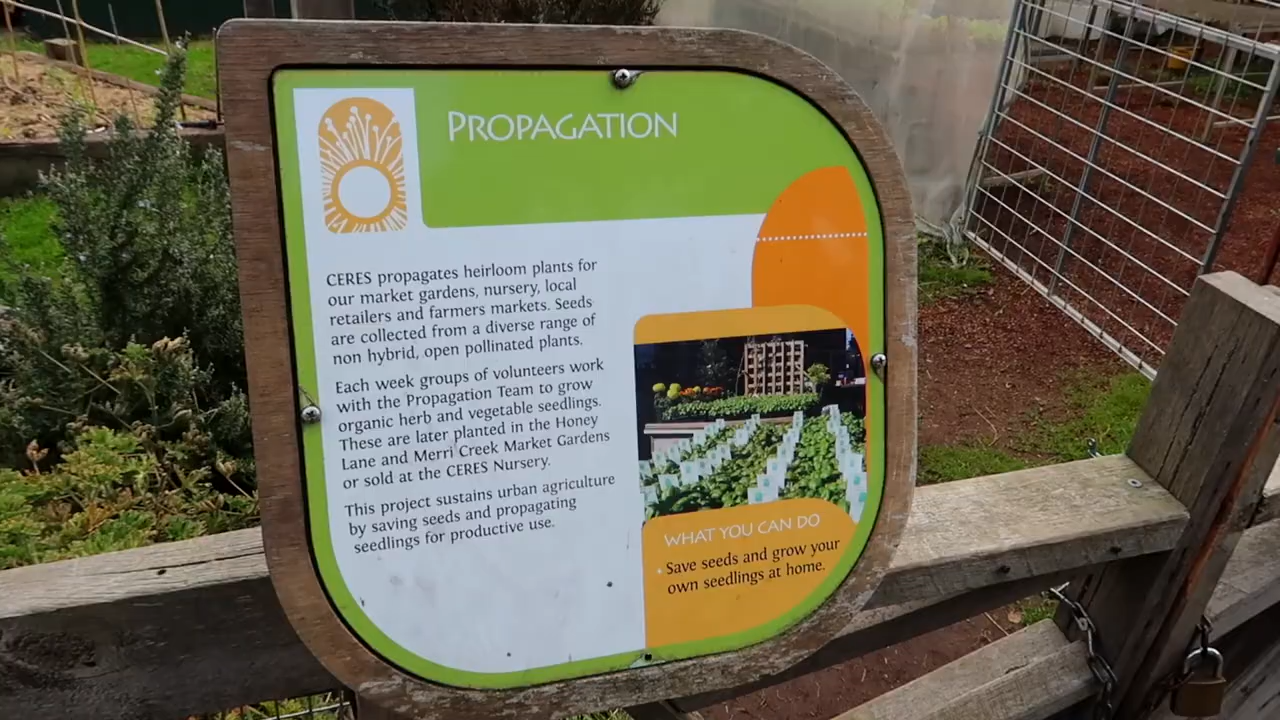 PROPAGATION
CERES propagates heirloom plants for
our market gardens, nursery, local
retailers and farmers markets. Seeds
are collected from a diverse range of
non hybrid, open pollinated plants.
Each week groups of volunteers work
with the Propagation Team to grow
organic herb and vegetable seedlings.
These are later planted in the Honey
Lane and Merri Creek Market Gardens
or sold at the CERES Nursery.
This project sustains urban agriculture
by saving seeds and propagating
seedlings for productive use.
WHAT YOU CAN DO
· Save seeds and grow your
own seedlings at home.